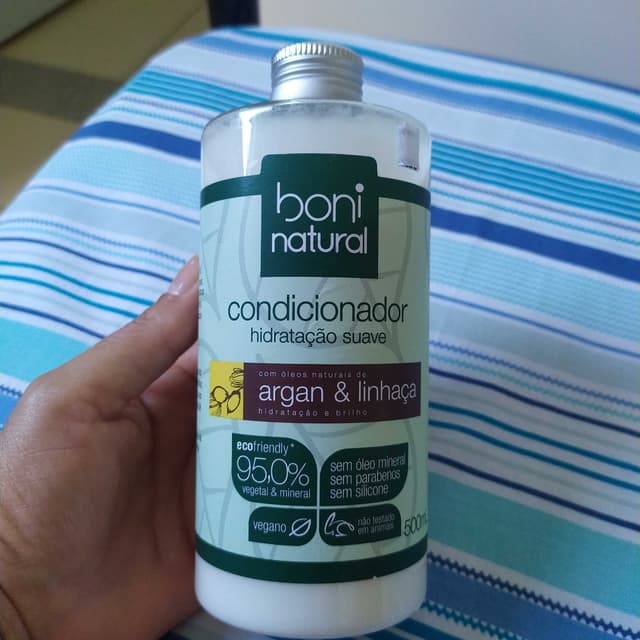 boni
natural
condicionador
hidratação suave
com óleos naturais de
argan & linhaça
hidratação e brilho
ecofriendly*
95,0%
vegetal & mineral
sem óleo mineral
sem parabenos
sem silicone
vegano
não testado
em animais
500mL